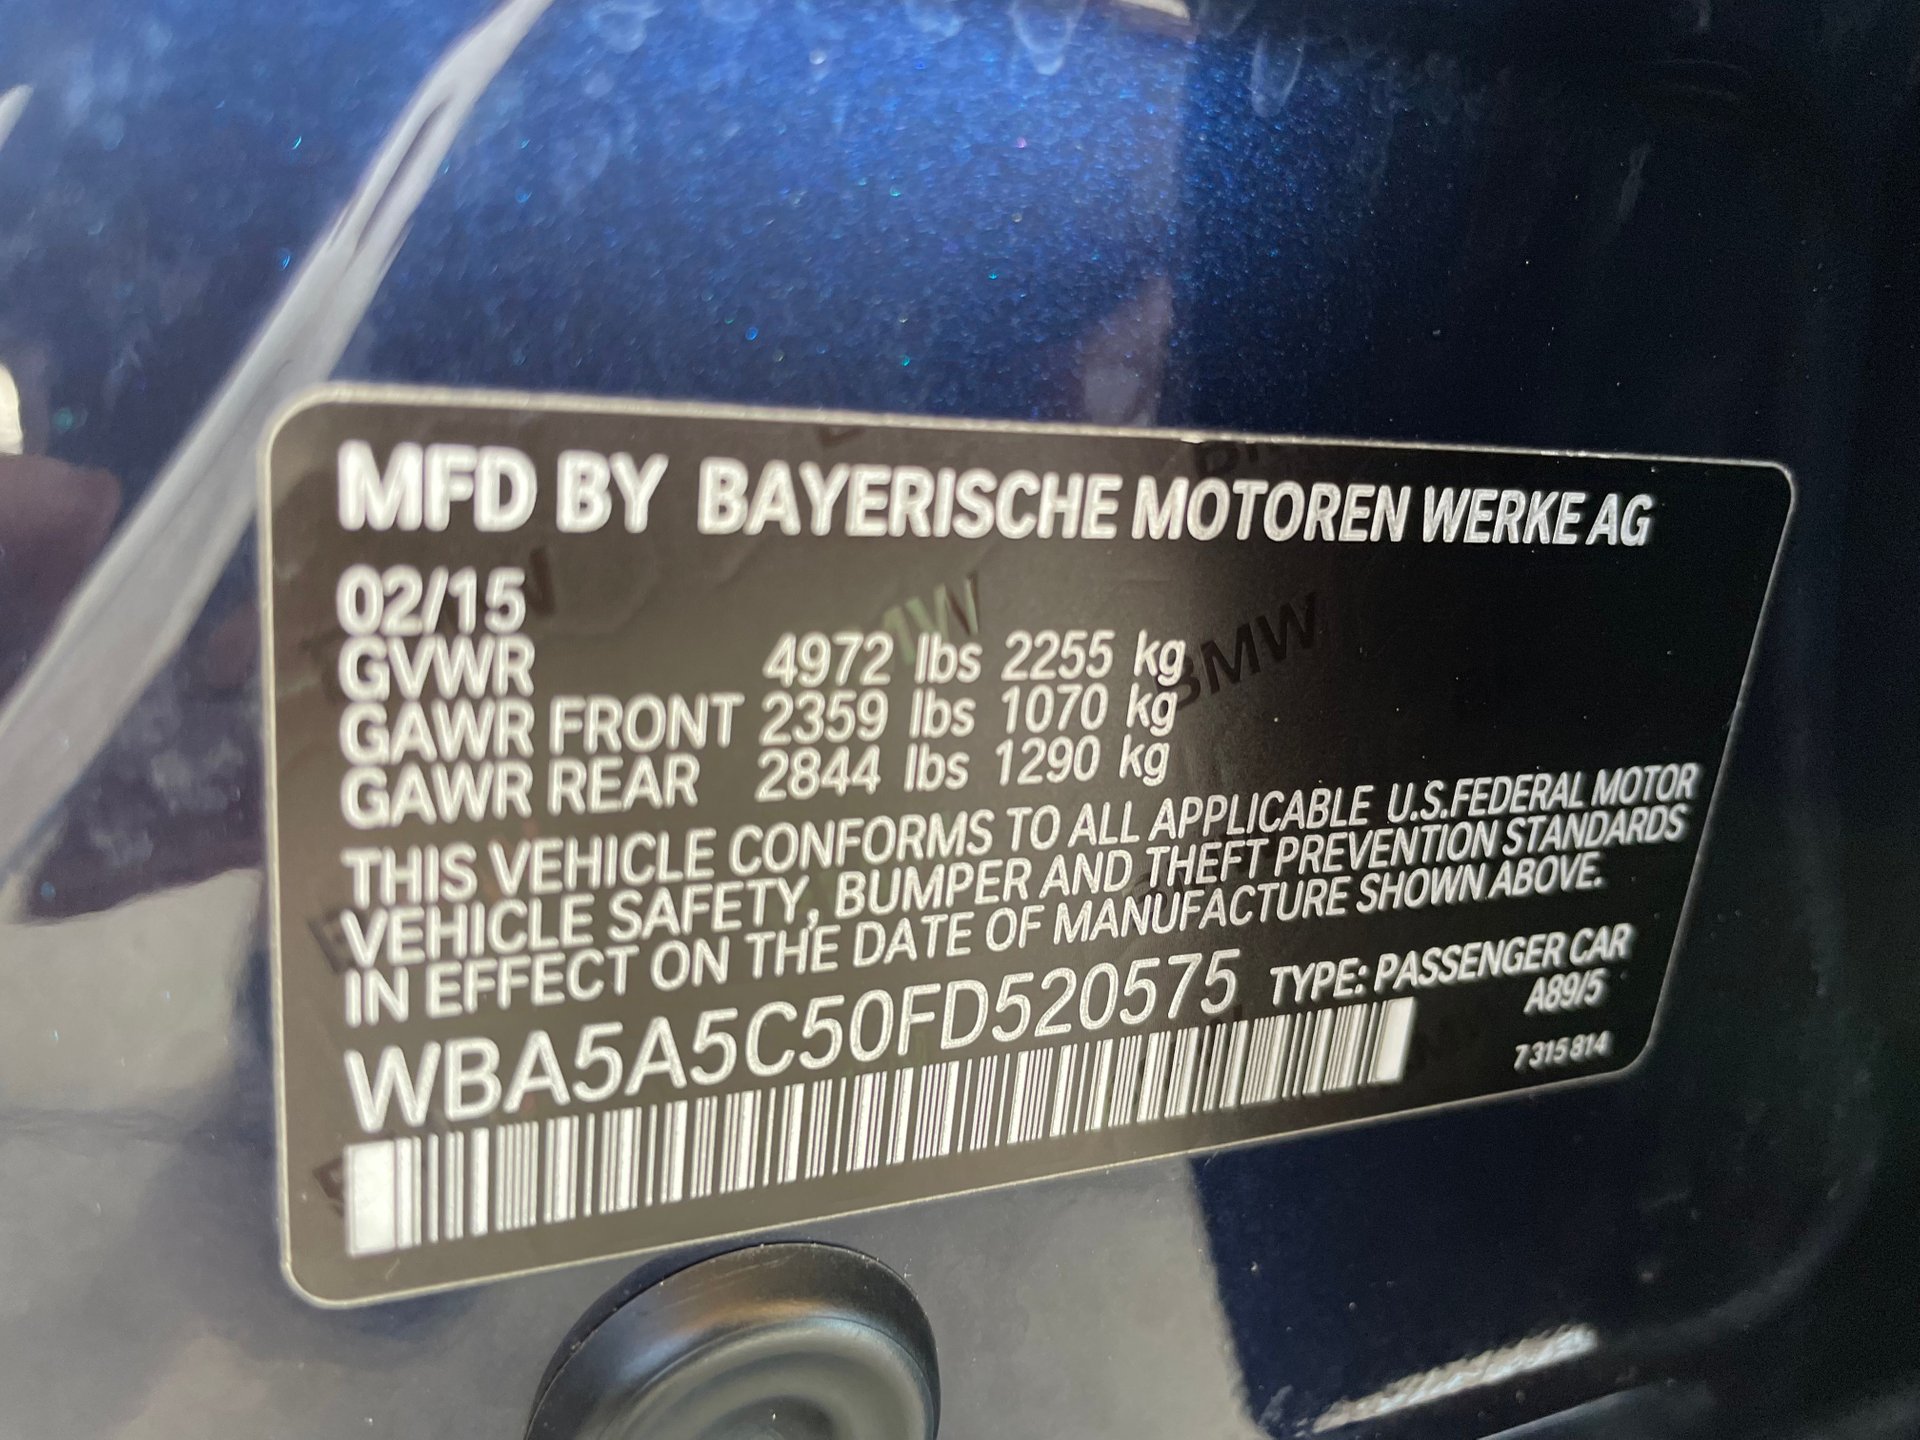 MFD BY BAYERISCHE MOTOREN WERKE AG
02/15
GVWR 4972 lbs 2255 kg
GAWR FRONT 2359 lbs 1070 kg
GAWR REAR 2844 lbs 1290 kg
THIS VEHICLE CONFORMS TO ALL APPLICABLE U.S.FEDERAL MOTOR
VEHICLE SAFETY, BUMPER AND THEFT PREVENTION STANDARDS
IN EFFECT ON THE DATE OF MANUFACTURE SHOWN ABOVE.
WBA5A5C50FD520575 TYPE: PASSENGER CAR
A89/5
7 315 814
BMW
BMW